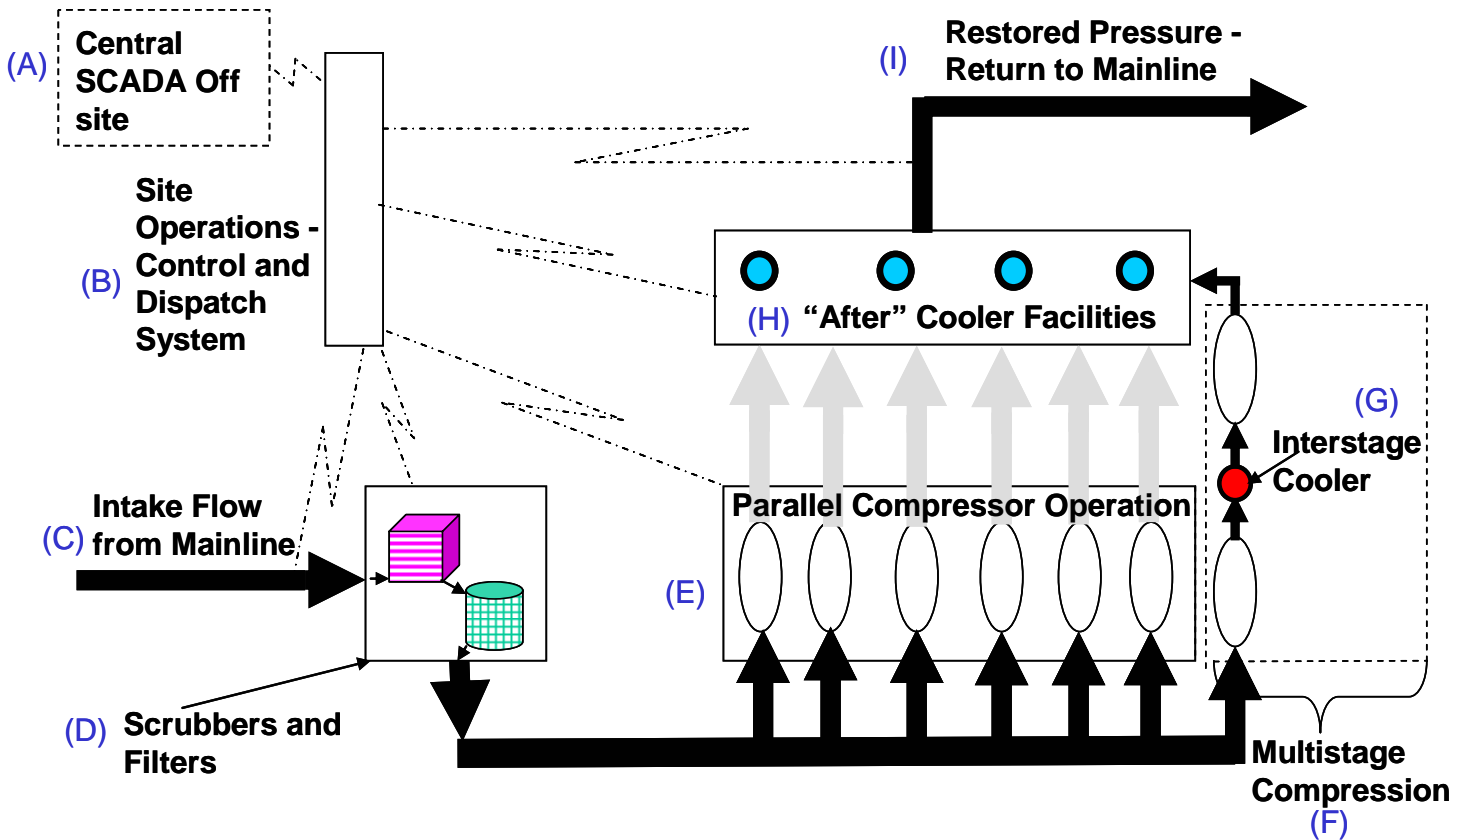 (A)
Central
SCADA Off
site
(I)
Restored Pressure -
Return to Mainline
(B)
Site
Operations -
Control and
Dispatch
System
(H) “After” Cooler Facilities
(G)
Interstage
Cooler
(C)
Intake Flow
from Mainline
Parallel Compressor Operation
(E)
(D)
Scrubbers and
Filters
Multistage
Compression
(F)